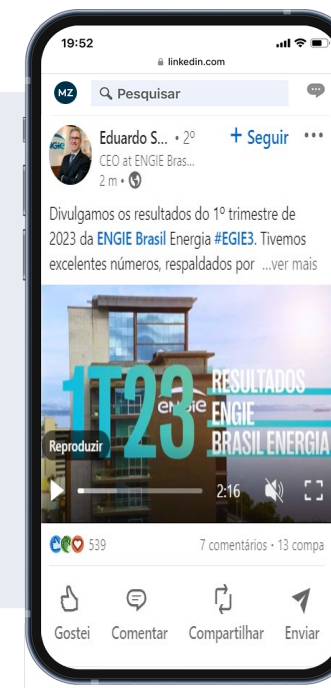 19:52
linkedin.com
MZ
Pesquisar
Eduardo S... • 2º
+ Seguir
CEO at ENGIE Bras...
2 m •
Divulgamos os resultados do 1º trimestre de
2023 da ENGIE Brasil Energia #EGIE3. Tivemos
excelentes números, respaldados por ...ver mais
1T23
ENGIE
RESULTADOS
ENGIE
BRASIL ENERGIA
Reproduzir
2:16
539
7 comentários • 13 compa
Gostei
Comentar
Compartilhar
Enviar